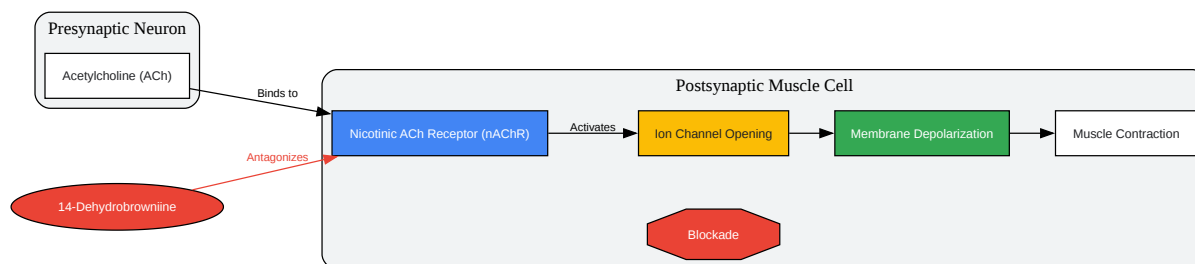 Presynaptic Neuron
Acetylcholine (ACh)
Binds to
Postsynaptic Muscle Cell
Nicotinic ACh Receptor (nAChR)
Activates
Ion Channel Opening
Membrane Depolarization
Muscle Contraction
Antagonizes
14-Dehydrobrowniine
Blockade